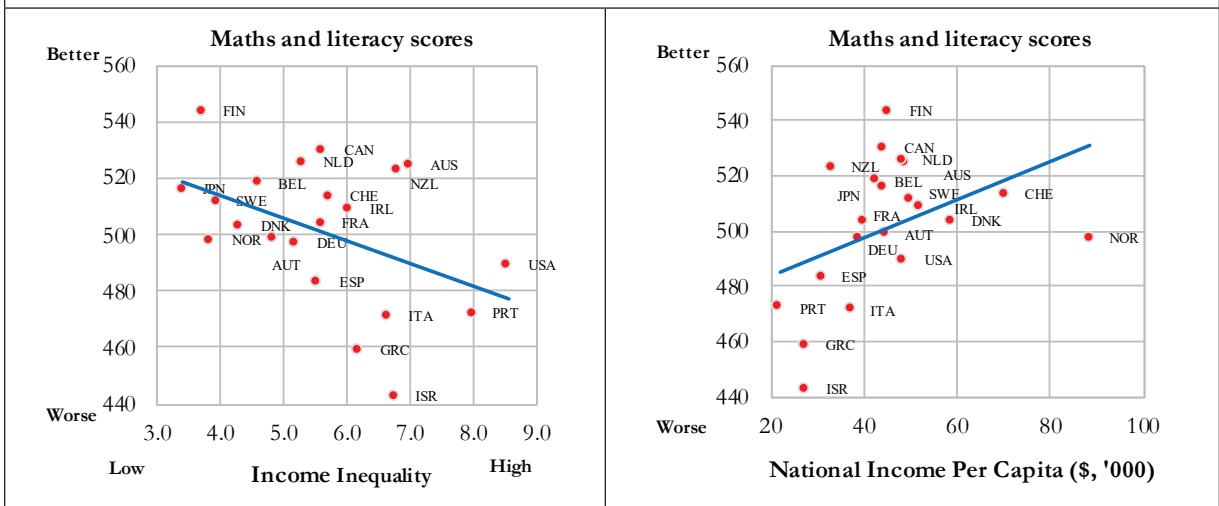 Maths and literacy scores
Better
560
540
520
500
480
460
440
Worse
FIN
CAN
NLD
AUS
NZL
BEL
JPN
SWE
CHE
IRL
FRA
DNK
NOR
DEU
AUT
ESP
USA
ITA
PRT
GRC
ISR
3.0 4.0 5.0 6.0 7.0 8.0 9.0
Low Income Inequality High
Maths and literacy scores
Better
560
540
520
500
480
460
440
Worse
FIN
CAN
NLD
NZL
AUS
BEL
JPN
SWE
CHE
IRL
FRA
DNK
AUT
NOR
DEU
USA
ESP
PRT
ITA
GRC
ISR
20 40 60 80 100
National Income Per Capita ($, '000)